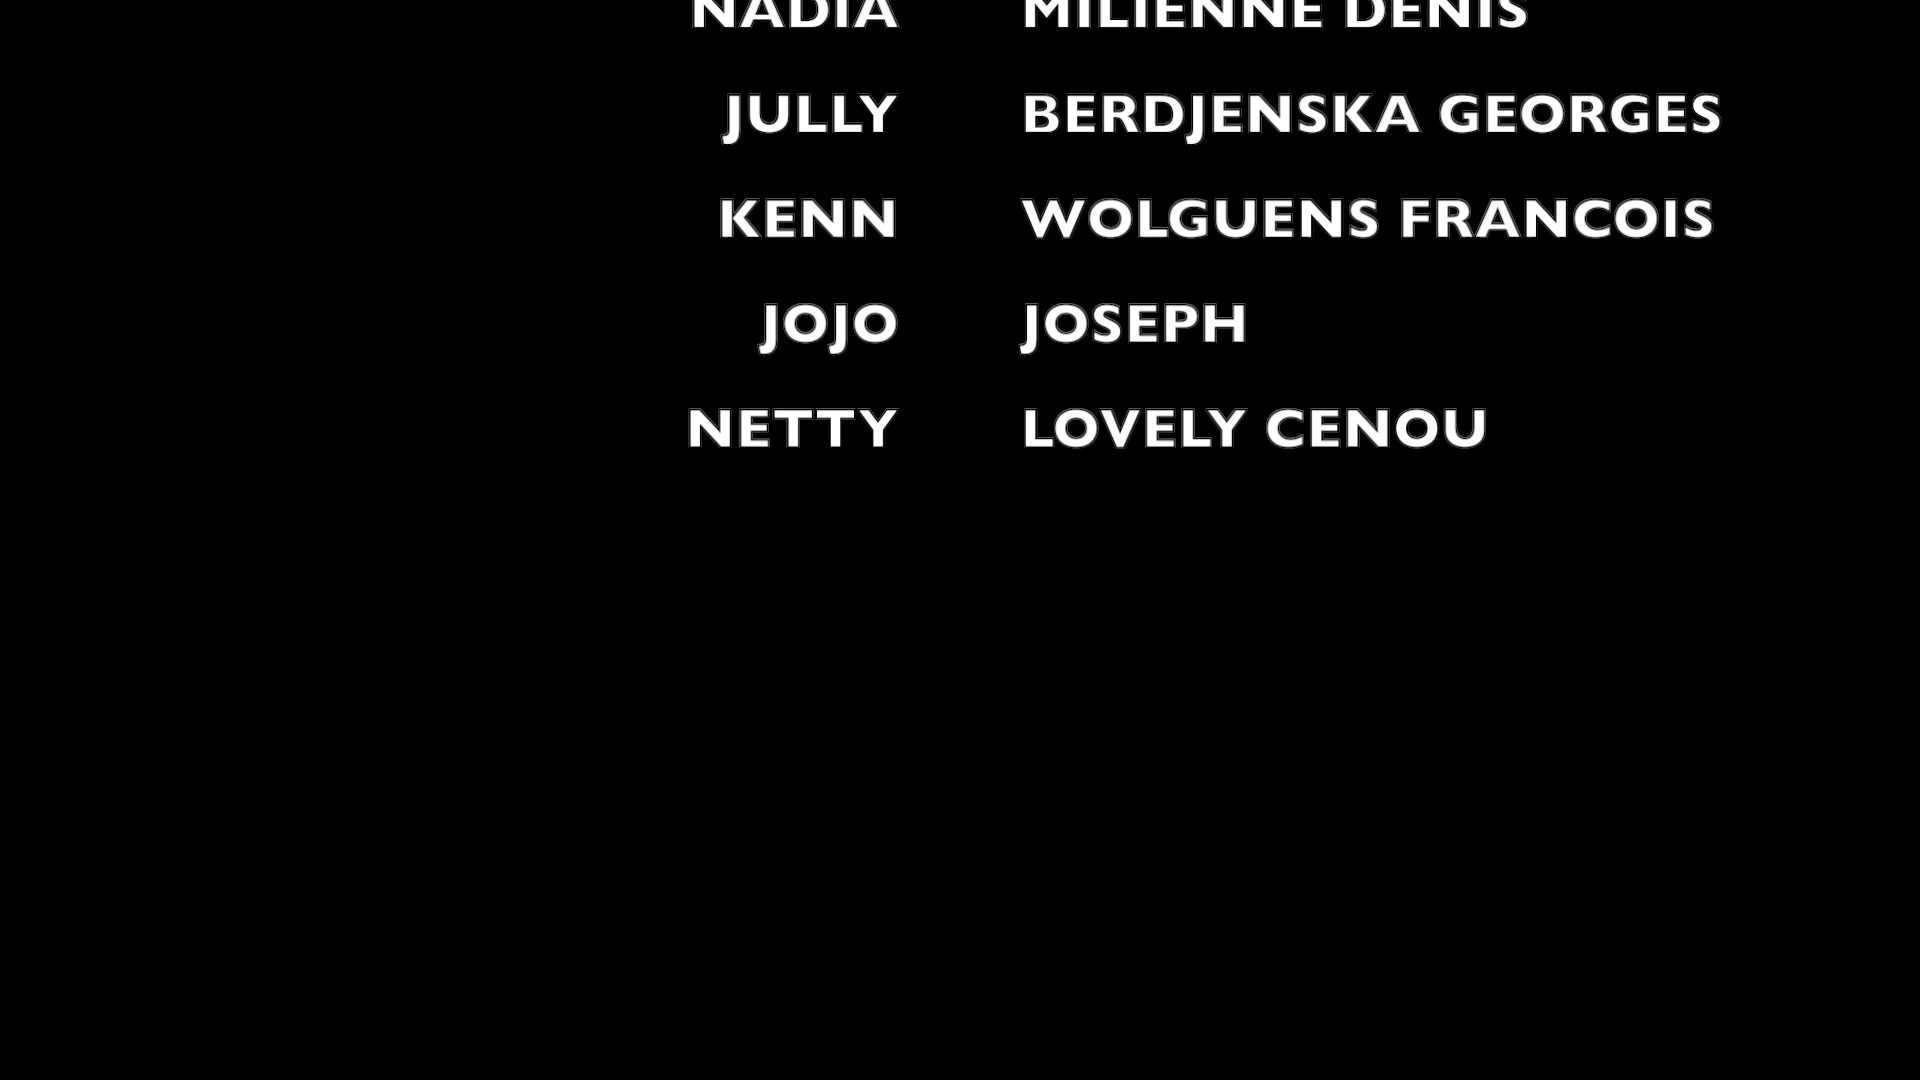 NADIA MILIENNE DENIS
JULLY BERDJENSKA GEORGES
KENN WOLGUENS FRANCOIS
JOJO JOSEPH
NETTY LOVELY CENOU